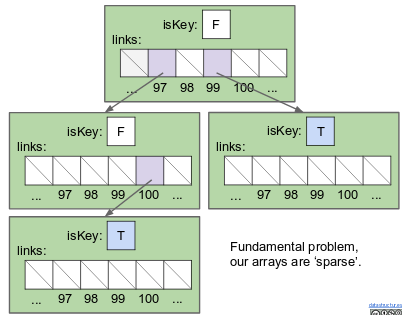 isKey: F
links:
... 97 98 99 100 ...
isKey: F
links:
... 97 98 99 100 ...
isKey: T
links:
... 97 98 99 100 ...
isKey: T
links:
... 97 98 99 100 ...
Fundamental problem,
our arrays are ‘sparse’.
datastructur.es